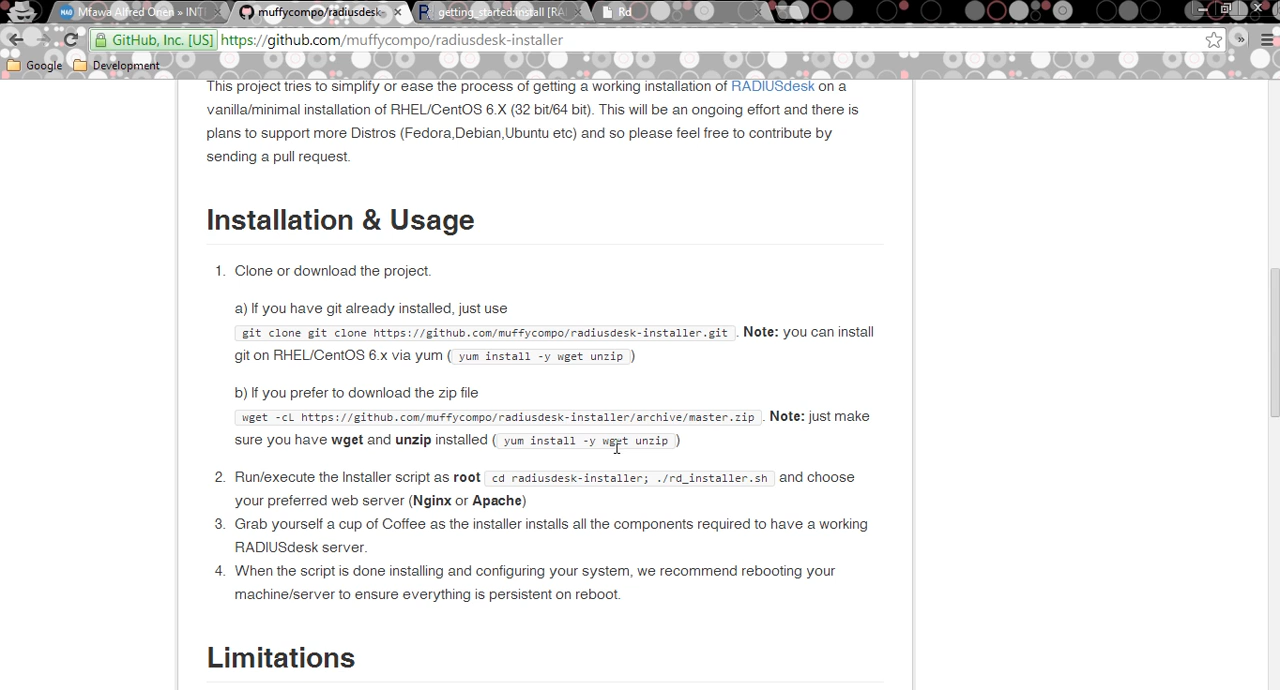 Mfawa Alfred Onen » INTI
muffycompo/radiusdesk-
getting_started:install [RA
Rd
GitHub, Inc. [US] https://github.com/muffycompo/radiusdesk-installer
Google Development
This project tries to simplify or ease the process of getting a working installation of RADIUSdesk on a
vanilla/minimal installation of RHEL/CentOS 6.X (32 bit/64 bit). This will be an ongoing effort and there is
plans to support more Distros (Fedora,Debian,Ubuntu etc) and so please feel free to contribute by
sending a pull request.
Installation & Usage
1. Clone or download the project.
a) If you have git already installed, just use
git clone git clone https://github.com/muffycompo/radiusdesk-installer.git . Note: you can install
git on RHEL/CentOS 6.x via yum ( yum install -y wget unzip )
b) If you prefer to download the zip file
wget -cL https://github.com/muffycompo/radiusdesk-installer/archive/master.zip . Note: just make
sure you have wget and unzip installed ( yum install -y wget unzip )
2. Run/execute the Installer script as root cd radiusdesk-installer; ./rd_installer.sh and choose
your preferred web server (Nginx or Apache)
3. Grab yourself a cup of Coffee as the installer installs all the components required to have a working
RADIUSdesk server.
4. When the script is done installing and configuring your system, we recommend rebooting your
machine/server to ensure everything is persistent on reboot.
Limitations